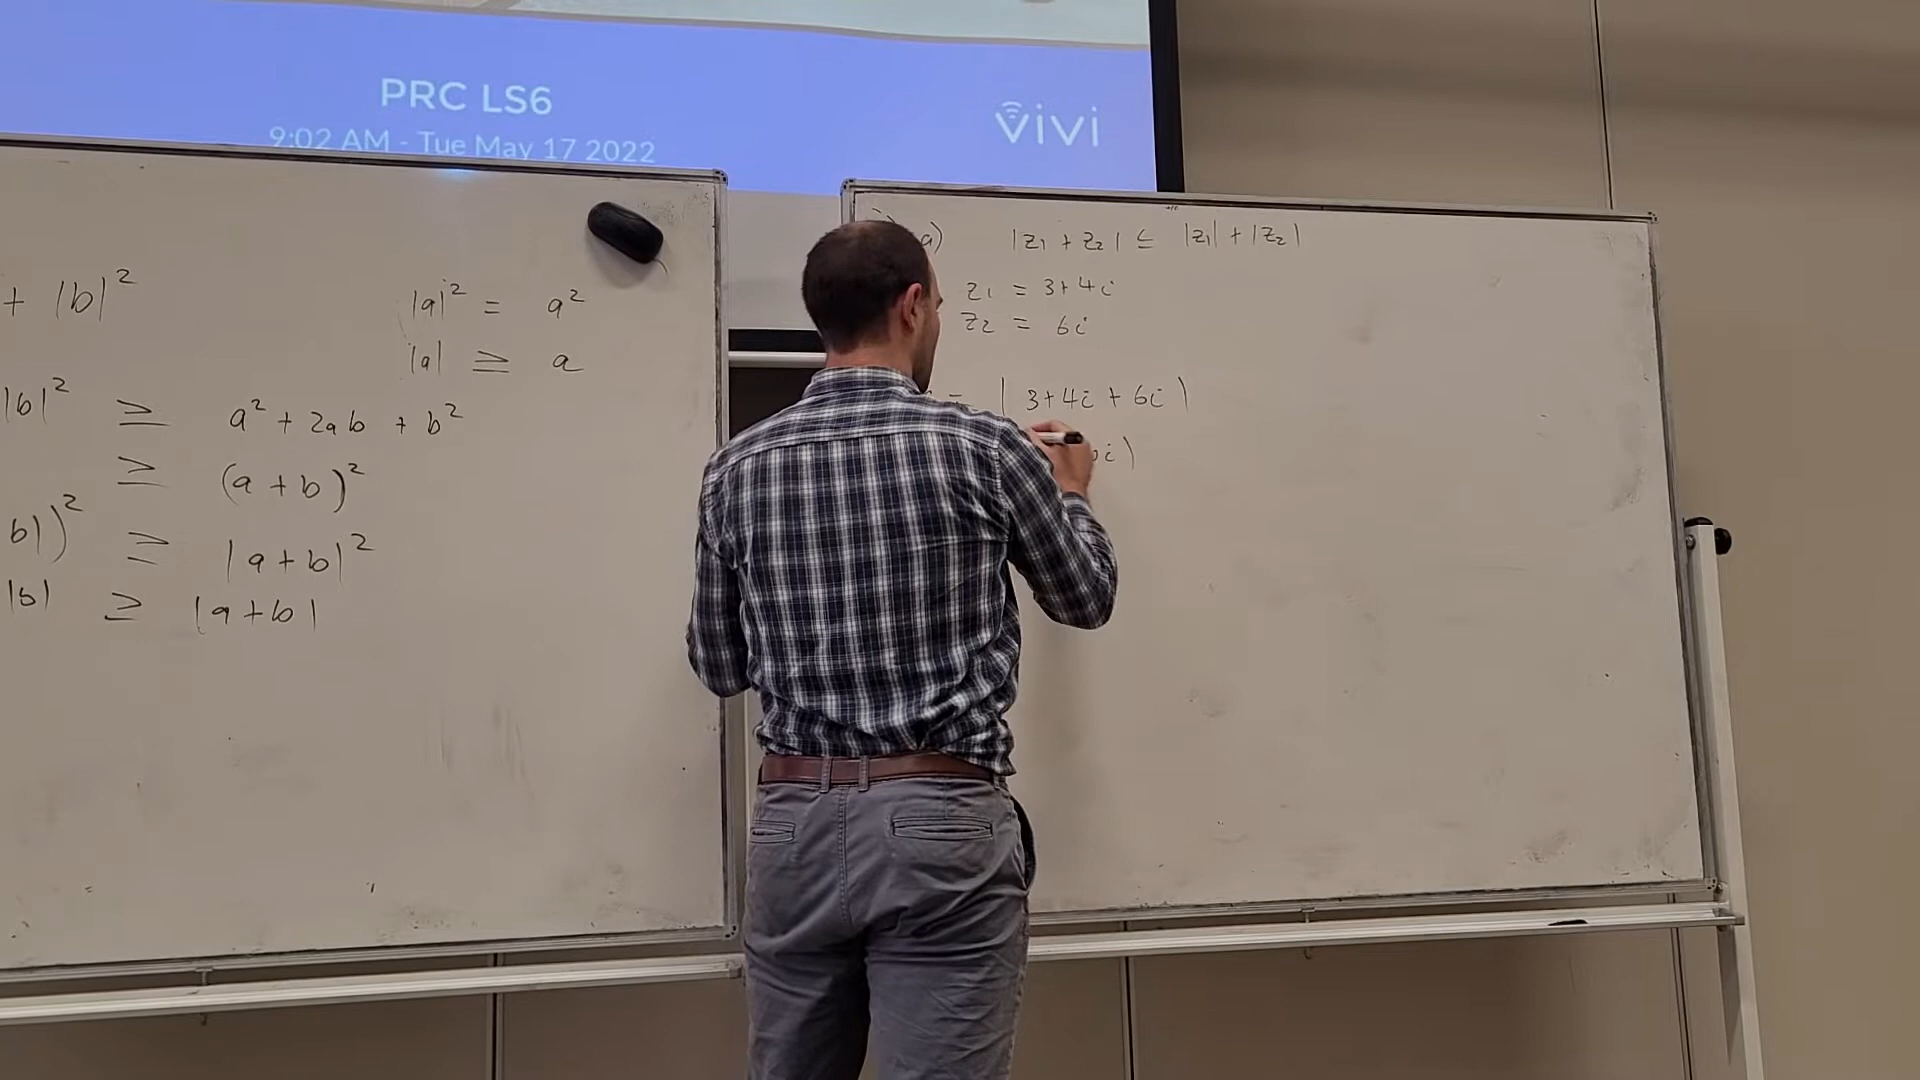 PRC LS6
9:02 AM - Tue May 17 2022
vivi
+ |b|²
|a|² = a²
|a| ≥ a
|b|² ≥ a² + 2ab + b²
≥ (a + b)²
b|)² ≥ |a + b|²
|b| ≥ |a + b|
a) |z₁ + z₂| ≤ |z₁| + |z₂|
z₁ = 3 + 4i
z₂ = 6i
= |3 + 4i + 6i|
i|